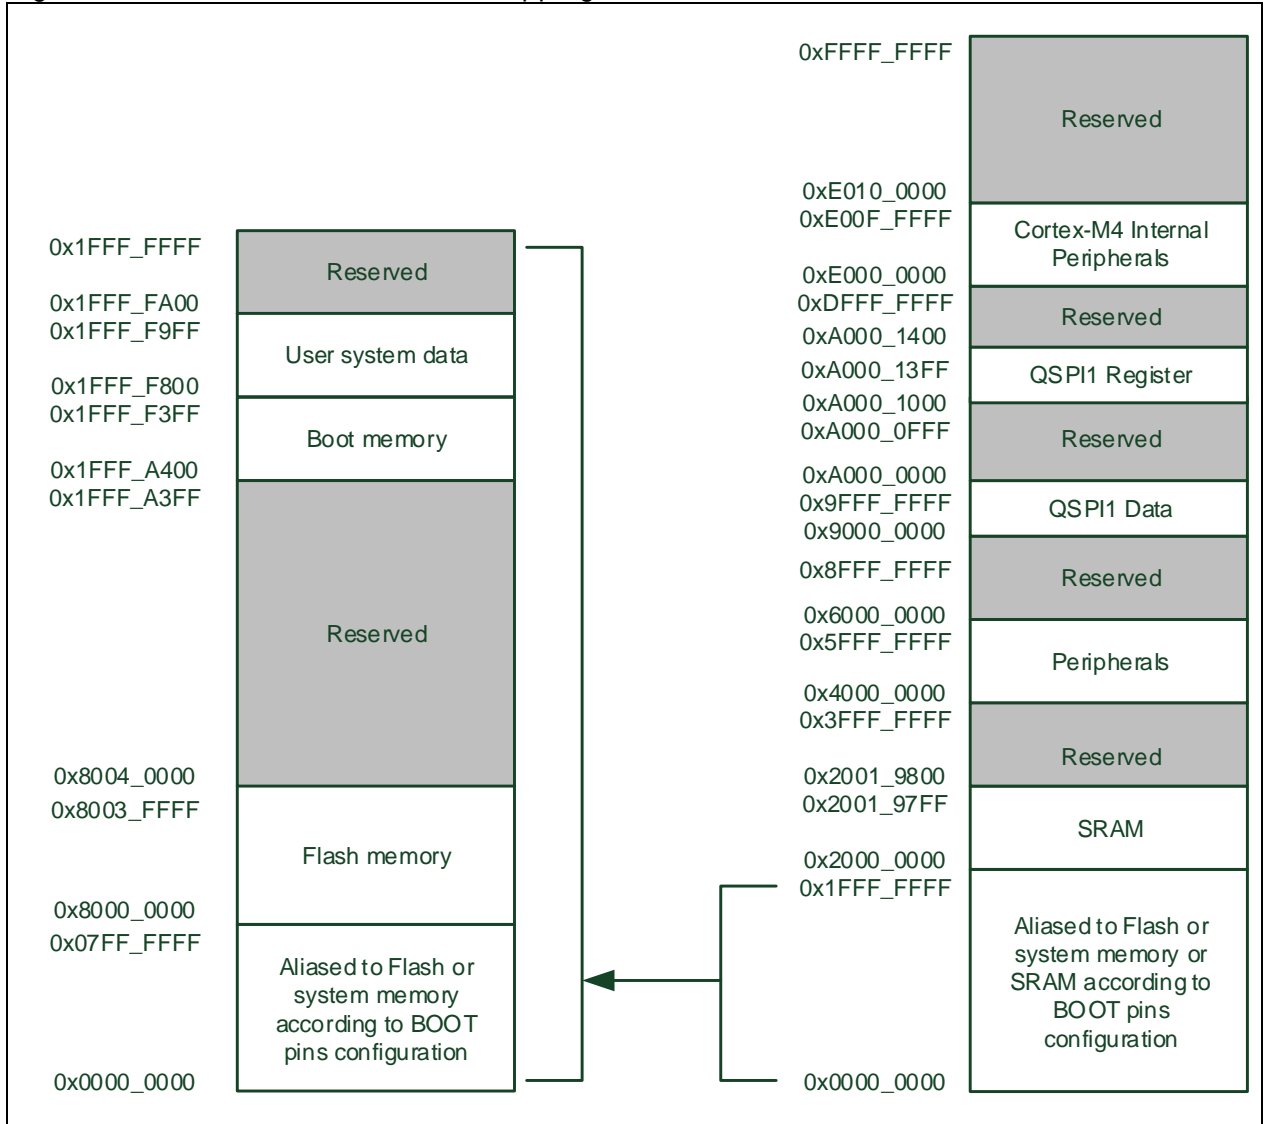 0x1FFF_FFFF
Reserved
0x1FFF_FA00
0x1FFF_F9FF
User system data
0x1FFF_F800
0x1FFF_F3FF
Boot memory
0x1FFF_A400
0x1FFF_A3FF
Reserved
0x8004_0000
0x8003_FFFF
Flash memory
0x8000_0000
0x07FF_FFFF
Aliased to Flash or
system memory
according to BOOT
pins configuration
0x0000_0000
0xFFFF_FFFF
Reserved
0xE010_0000
0xE00F_FFFF
Cortex-M4 Internal
Peripherals
0xE000_0000
0xDFFF_FFFF
Reserved
0xA000_1400
0xA000_13FF
QSPI1 Register
0xA000_1000
0xA000_0FFF
Reserved
0xA000_0000
0x9FFF_FFFF
QSPI1 Data
0x9000_0000
0x8FFF_FFFF
Reserved
0x6000_0000
0x5FFF_FFFF
Peripherals
0x4000_0000
0x3FFF_FFFF
Reserved
0x2001_9800
0x2001_97FF
SRAM
0x2000_0000
0x1FFF_FFFF
Aliased to Flash or
system memory or
SRAM according to
BOOT pins
configuration
0x0000_0000